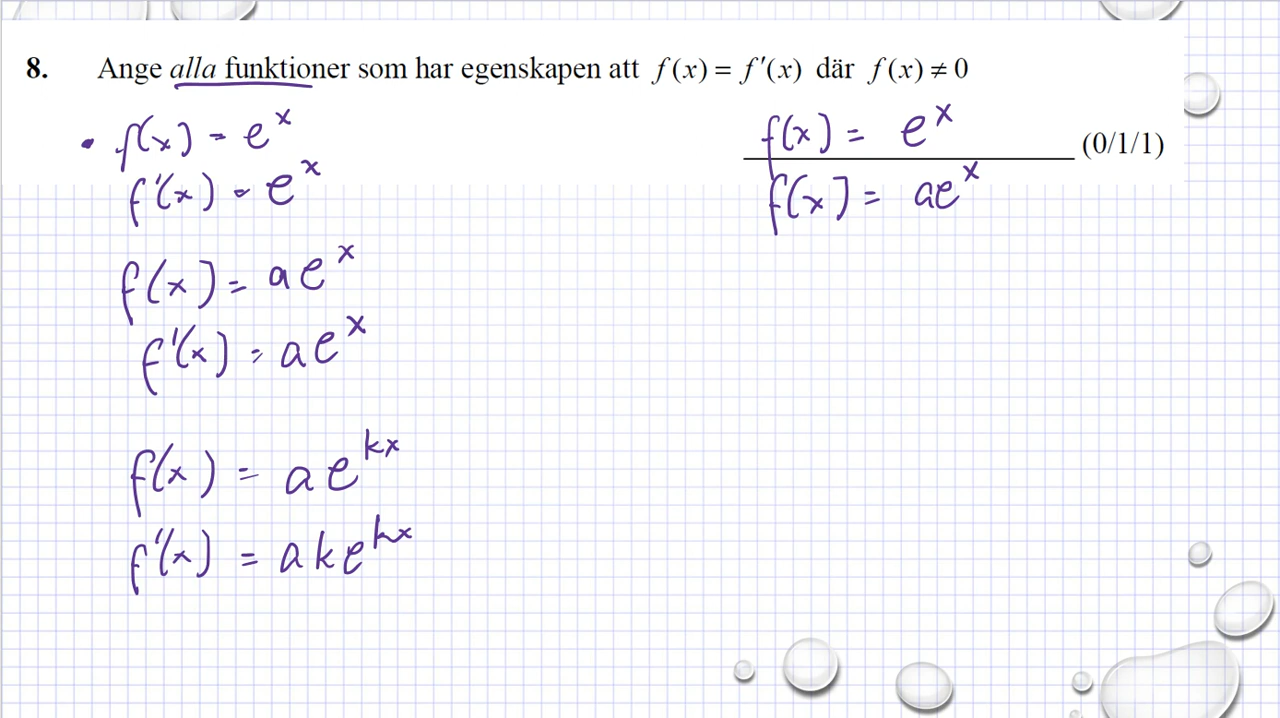 8. Ange alla funktioner som har egenskapen att f(x) = f'(x) där f(x) ≠ 0
f(x) = e^x
(0/1/1)
f(x) = ae^x
• f(x) = e^x
f'(x) = e^x
f(x) = ae^x
f'(x) = ae^x
f(x) = ae^kx
f'(x) = ake^kx